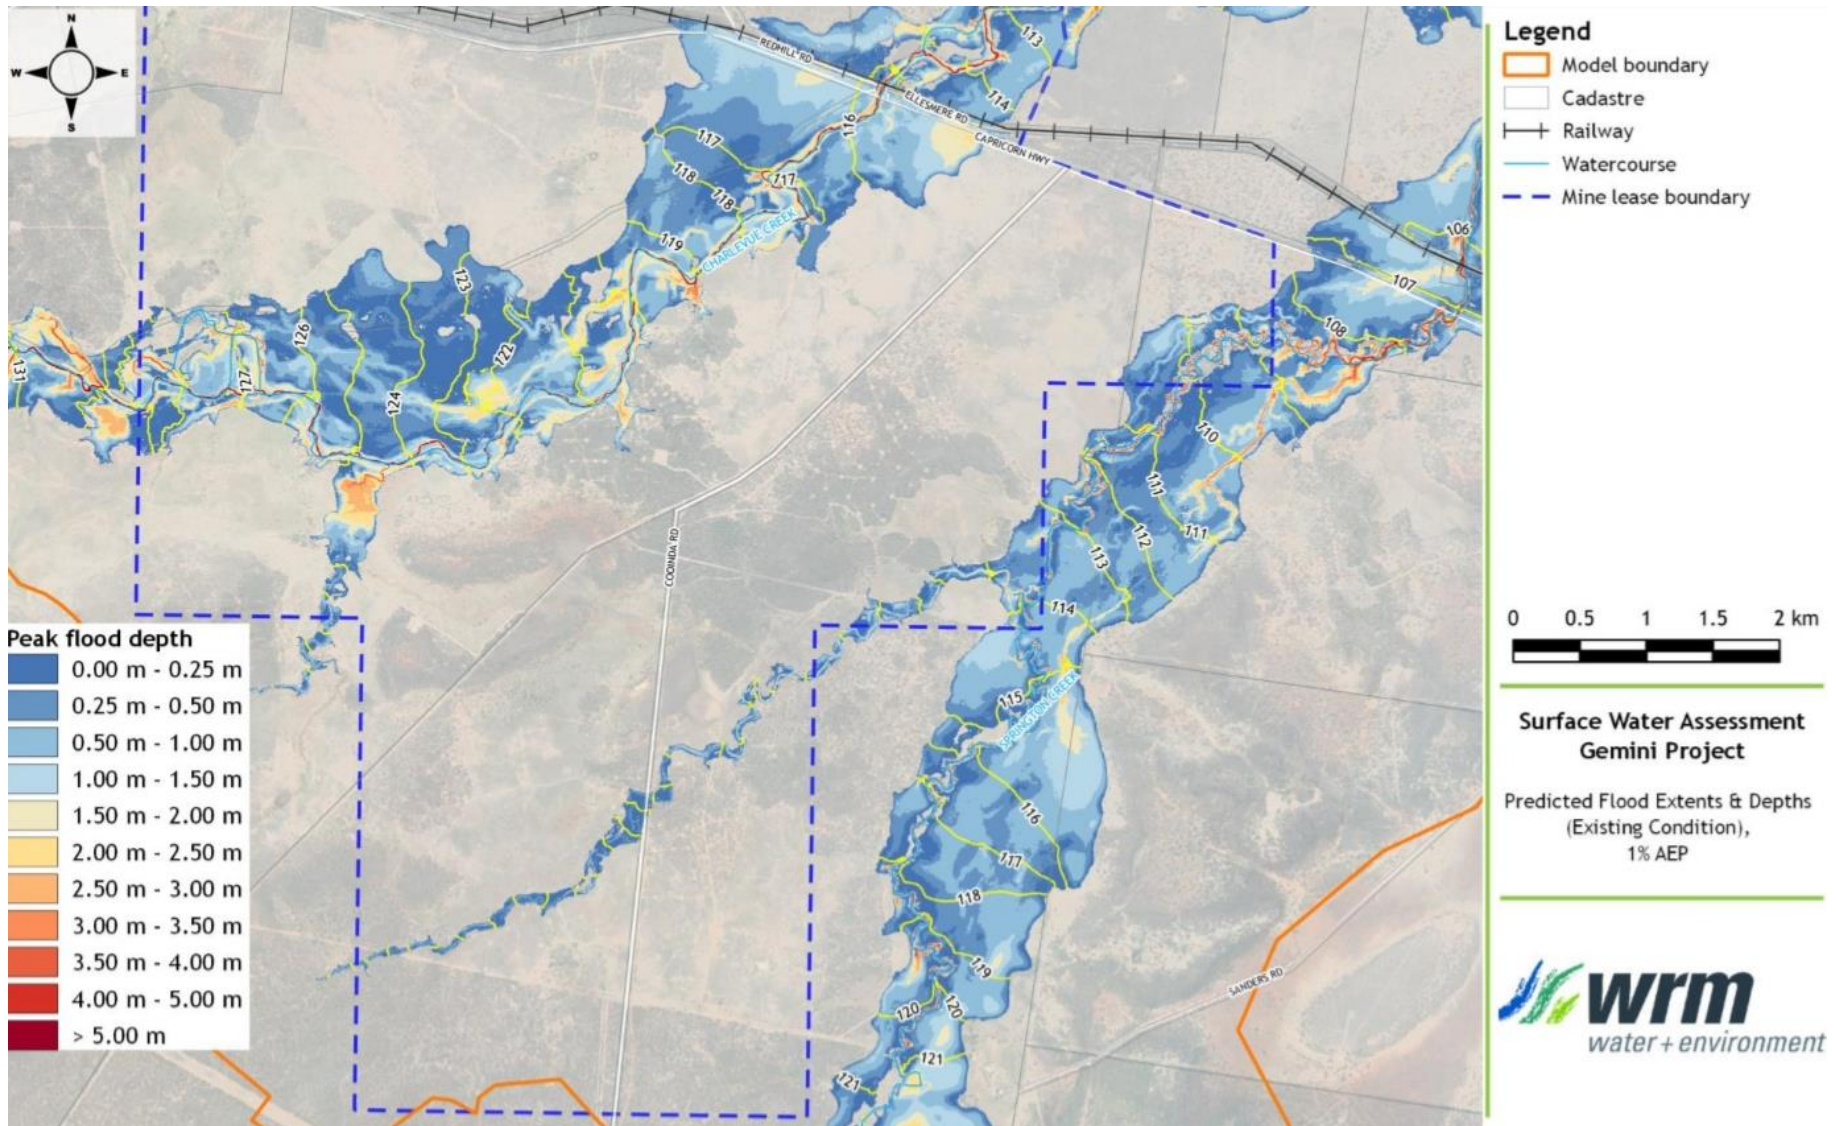 N
W
E
S
REDHILL RD
ELLESMERE RD
CAPRICORN HWY
113
114
116
117
118
118
117
119
CHARLEVUE CREEK
123
126
122
127
124
131
106
107
108
110
111
111
112
113
114
COOINDA RD
115
SPRINGTON CREEK
116
117
118
119
120
120
121
121
SANDERS RD
Peak flood depth
0.00 m - 0.25 m
0.25 m - 0.50 m
0.50 m - 1.00 m
1.00 m - 1.50 m
1.50 m - 2.00 m
2.00 m - 2.50 m
2.50 m - 3.00 m
3.00 m - 3.50 m
3.50 m - 4.00 m
4.00 m - 5.00 m
> 5.00 m
Legend
Model boundary
Cadastre
Railway
Watercourse
Mine lease boundary
0 0.5 1 1.5 2 km
Surface Water Assessment
Gemini Project
Predicted Flood Extents & Depths
(Existing Condition),
1% AEP
wrm
water + environment